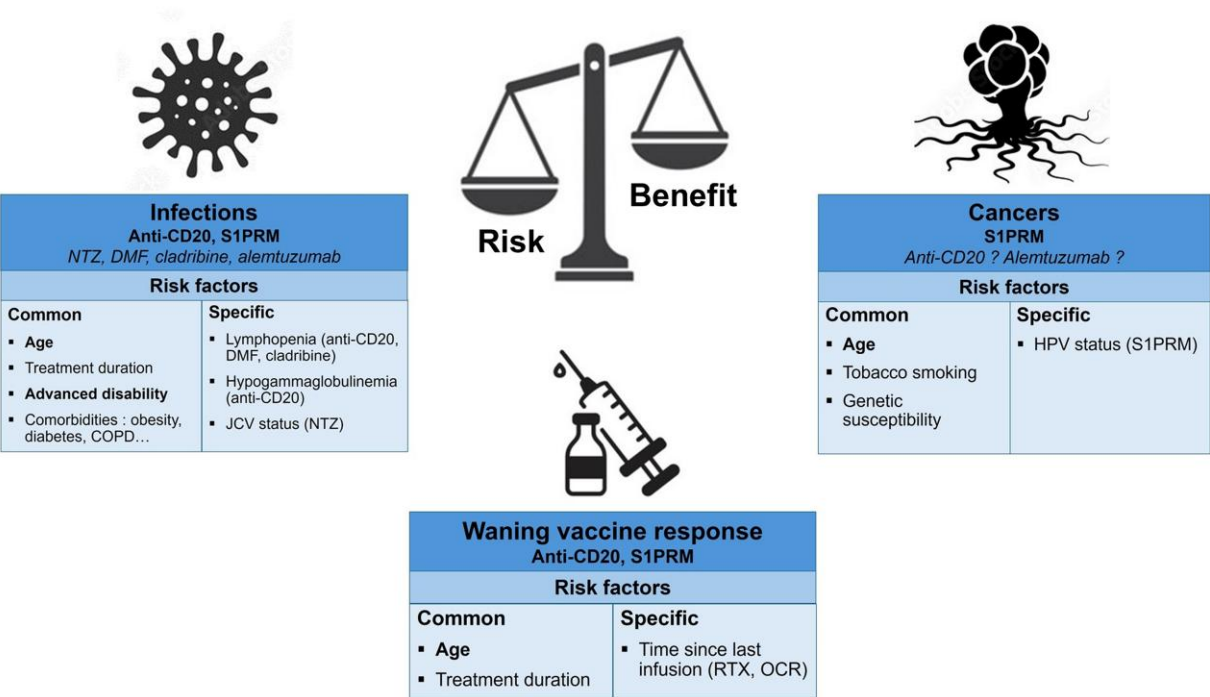 Risk
Benefit
Infections
Anti-CD20, S1PRM
NTZ, DMF, cladribine, alemtuzumab
Risk factors
Common
▪ Age
▪ Treatment duration
▪ Advanced disability
▪ Comorbidities : obesity,
diabetes, COPD…
Specific
▪ Lymphopenia (anti-CD20,
DMF, cladribine)
▪ Hypogammaglobulinemia
(anti-CD20)
▪ JCV status (NTZ)
Cancers
S1PRM
Anti-CD20 ? Alemtuzumab ?
Risk factors
Common
▪ Age
▪ Tobacco smoking
▪ Genetic
susceptibility
Specific
▪ HPV status (S1PRM)
Waning vaccine response
Anti-CD20, S1PRM
Risk factors
Common
▪ Age
▪ Treatment duration
Specific
▪ Time since last
infusion (RTX, OCR)